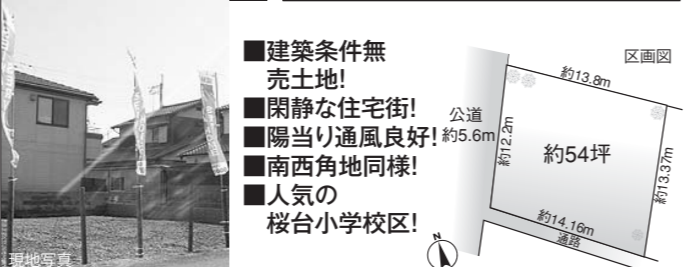 ■建築条件無
売土地!
■閑静な住宅街!
■陽当り通風良好!
■南西角地同様!
■人気の
桜台小学校区!
現地写真
区画図
公道
約5.6m
約13.8m
約12.2m
約54坪
約13.37m
約14.16m
通路
N